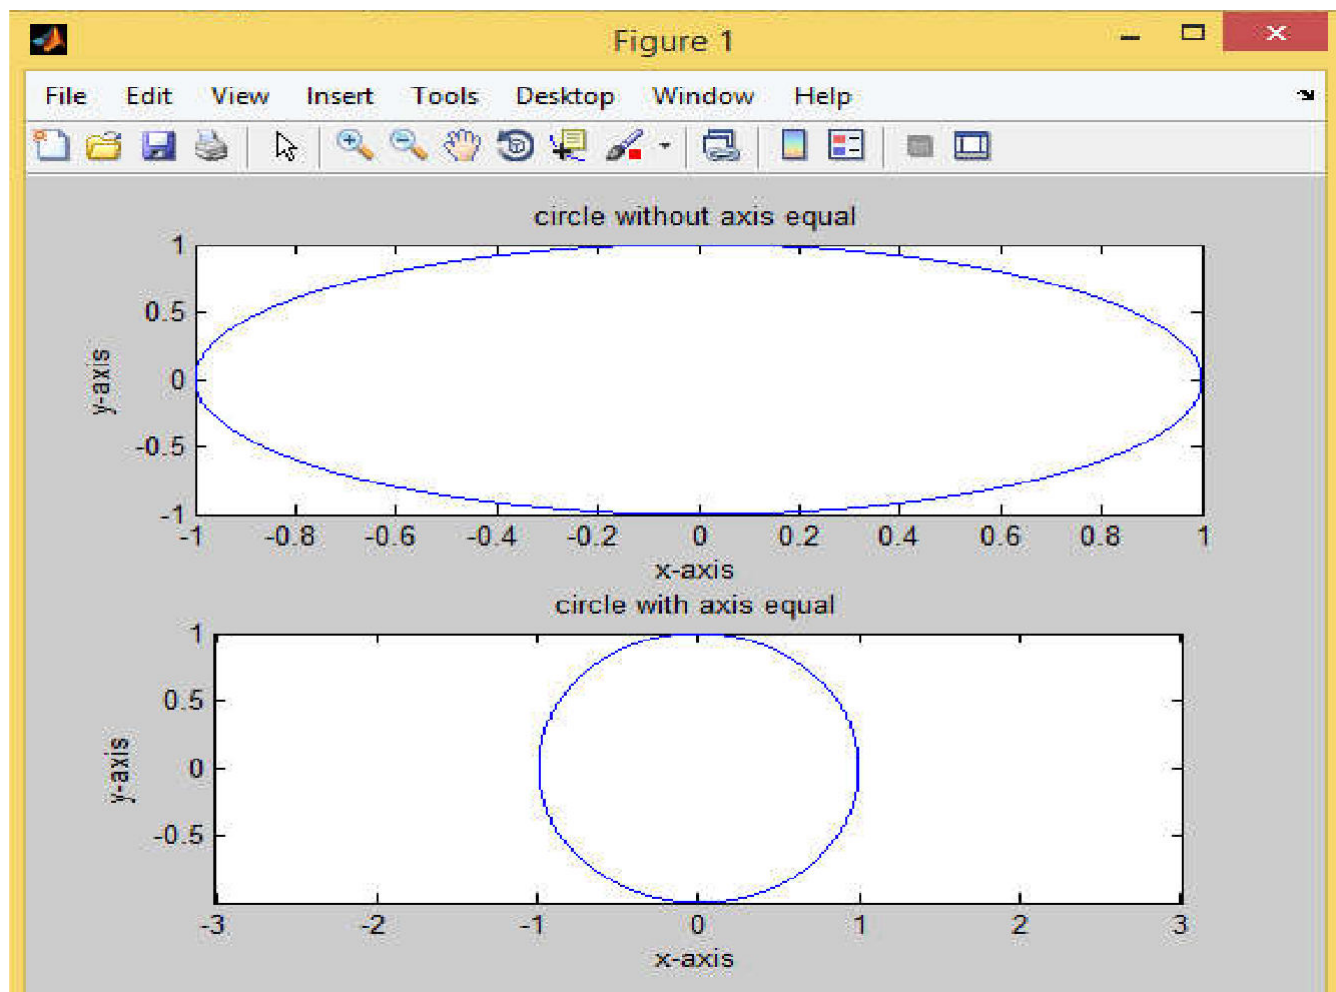 Figure 1
File Edit View Insert Tools Desktop Window Help
circle without axis equal
1
0.5
0
-0.5
-1
y-axis
-1 -0.8 -0.6 -0.4 -0.2 0 0.2 0.4 0.6 0.8 1
x-axis
circle with axis equal
1
0.5
0
-0.5
y-axis
-3 -2 -1 0 1 2 3
x-axis